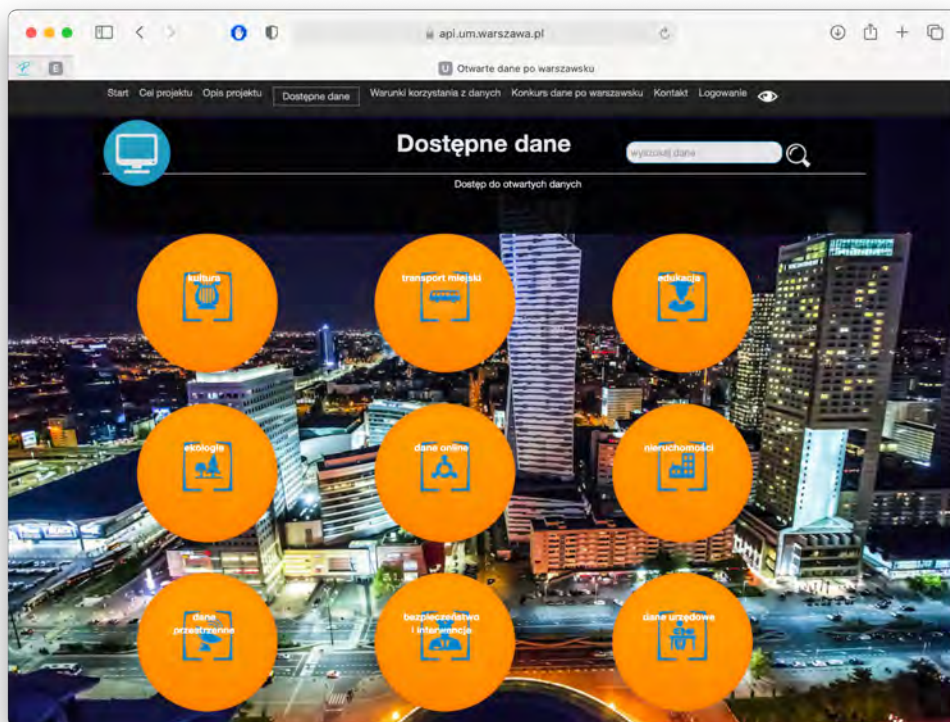 api.um.warszawa.pl
E
U Otwarte dane po warszawsku
Start Cel projektu Opis projektu Dostępne dane Warunki korzystania z danych Konkurs dane po warszawsku Kontakt Logowanie
Dostępne dane
wyszukaj dane
Dostęp do otwartych danych
kultura
transport miejski
edukacja
ekologia
dane online
nieruchomości
dane
przestrzenne
bezpieczeństwo
i interwencje
dane urzędowe